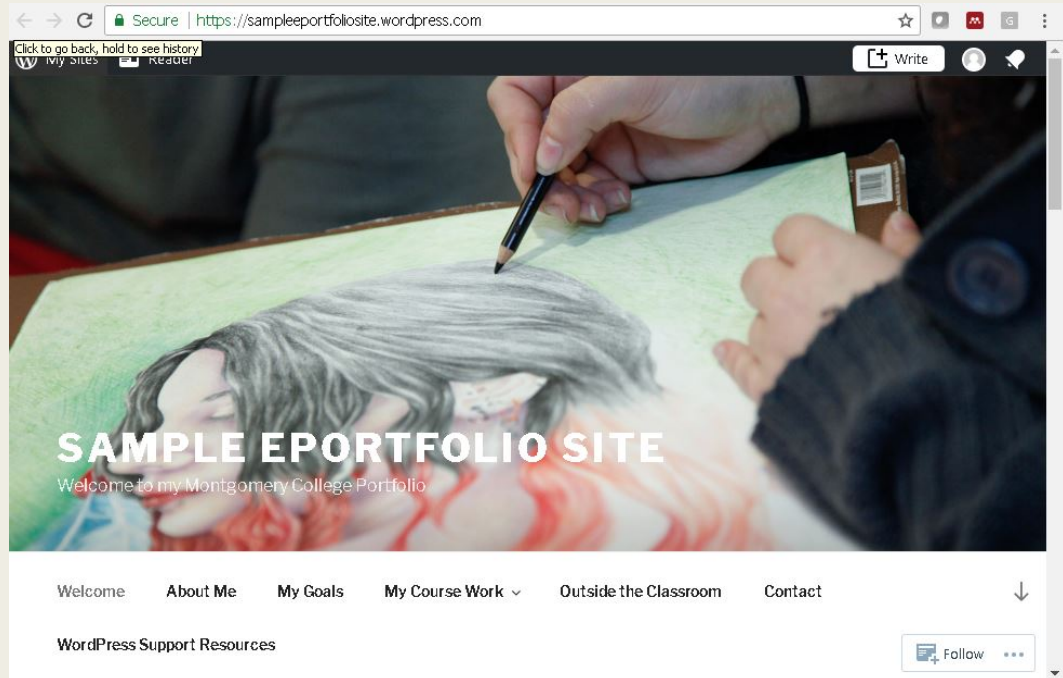 Secure | https://sampleeportfoliosite.wordpress.com
Click to go back, hold to see history
My Sites Reader Write
SAMPLE EPORTFOLIO SITE
Welcome to my Montgomery College Portfolio
Welcome About Me My Goals My Course Work Outside the Classroom Contact
WordPress Support Resources
Follow